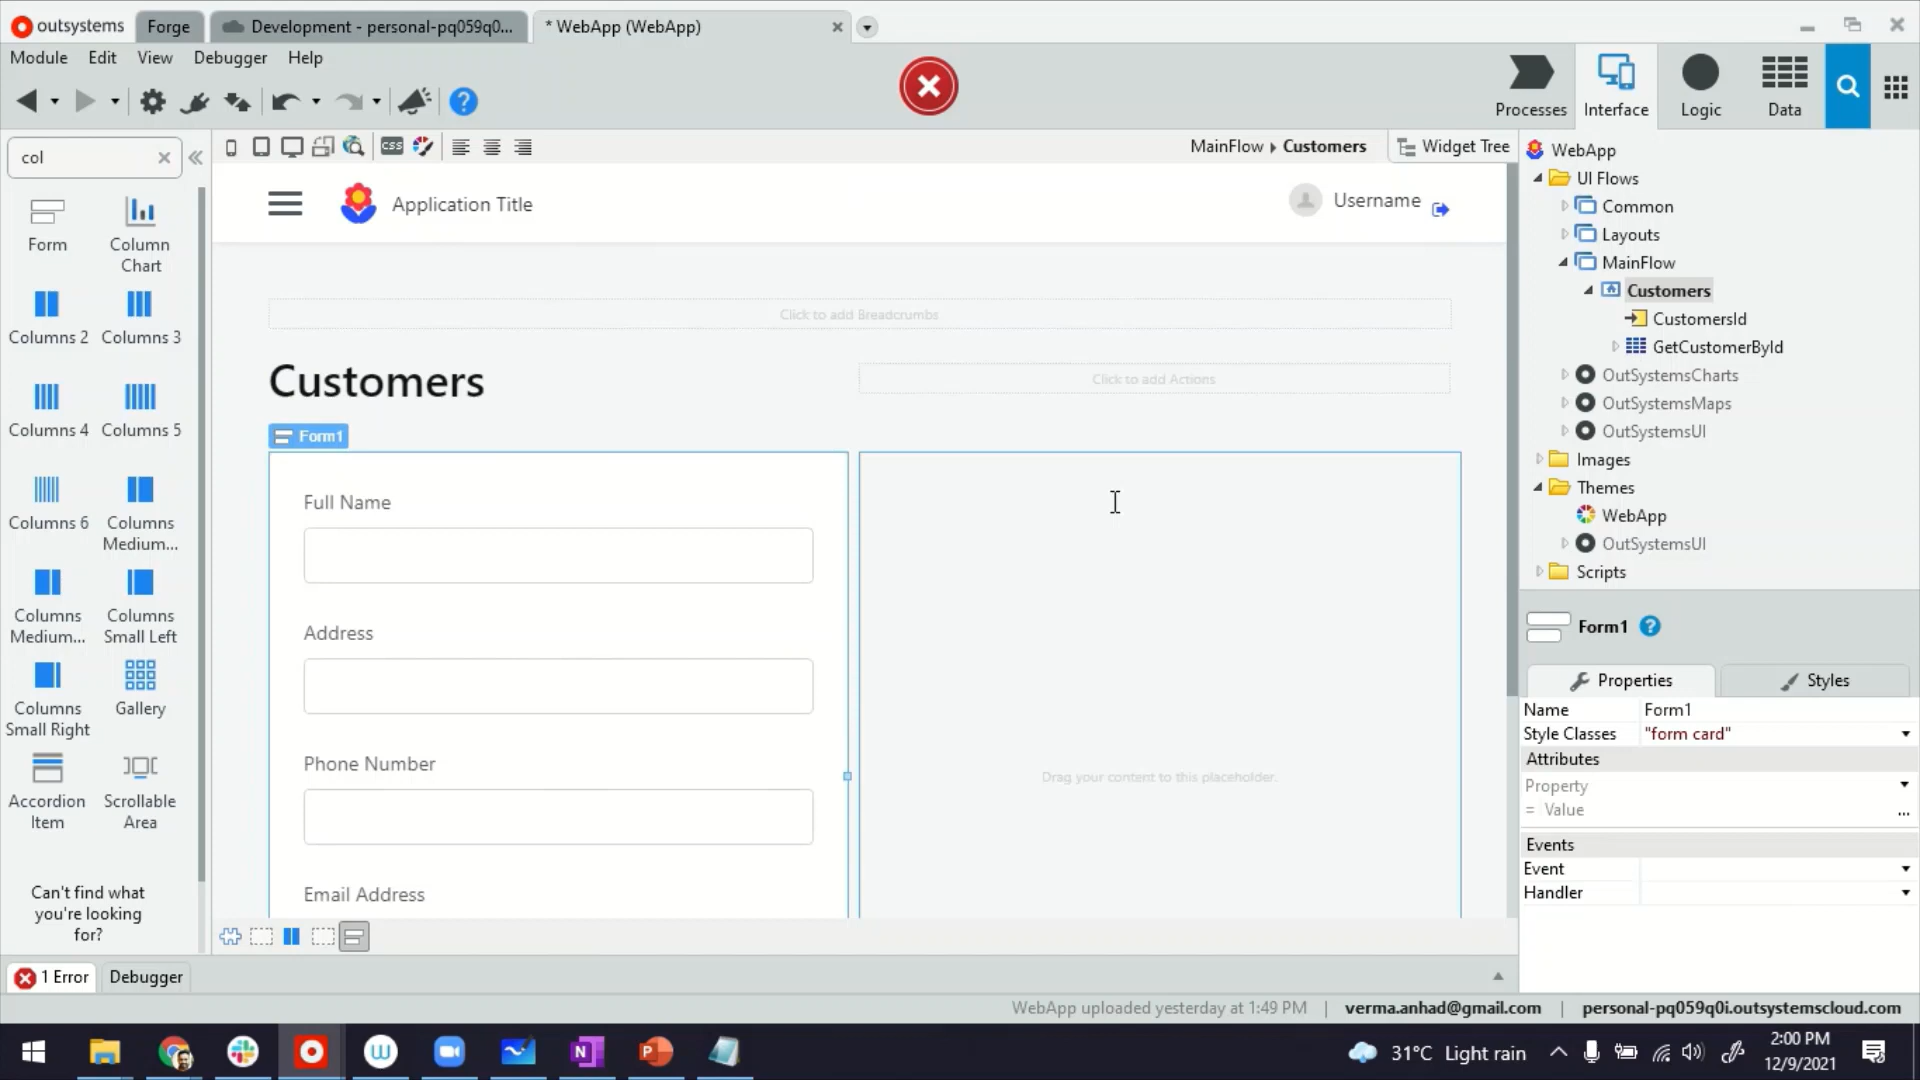 outsystems
Forge
Development - personal-pq059q0...
* WebApp (WebApp)
Module
Edit
View
Debugger
Help
Processes
Interface
Logic
Data
col
CSS
MainFlow
Customers
Widget Tree
Form
Column
Chart
Columns 2
Columns 3
Columns 4
Columns 5
Columns 6
Columns
Medium...
Columns
Medium...
Columns
Small Left
Columns
Small Right
Gallery
Accordion
Item
Scrollable
Area
Can't find what
you're looking
for?
Application Title
Username
Click to add Breadcrumbs
Customers
Click to add Actions
Form1
Full Name
Address
Phone Number
Email Address
Drag your content to this placeholder.
WebApp
UI Flows
Common
Layouts
MainFlow
Customers
CustomersId
GetCustomerById
OutSystemsCharts
OutSystemsMaps
OutSystemsUI
Images
Themes
WebApp
OutSystemsUI
Scripts
Form1
?
Properties
Styles
Name
Form1
Style Classes
"form card"
Attributes
Property
= Value
...
Events
Event
Handler
1 Error
Debugger
WebApp uploaded yesterday at 1:49 PM
|
verma.anhad@gmail.com
|
personal-pq059q0i.outsystemscloud.com
31°C Light rain
2:00 PM
12/9/2021